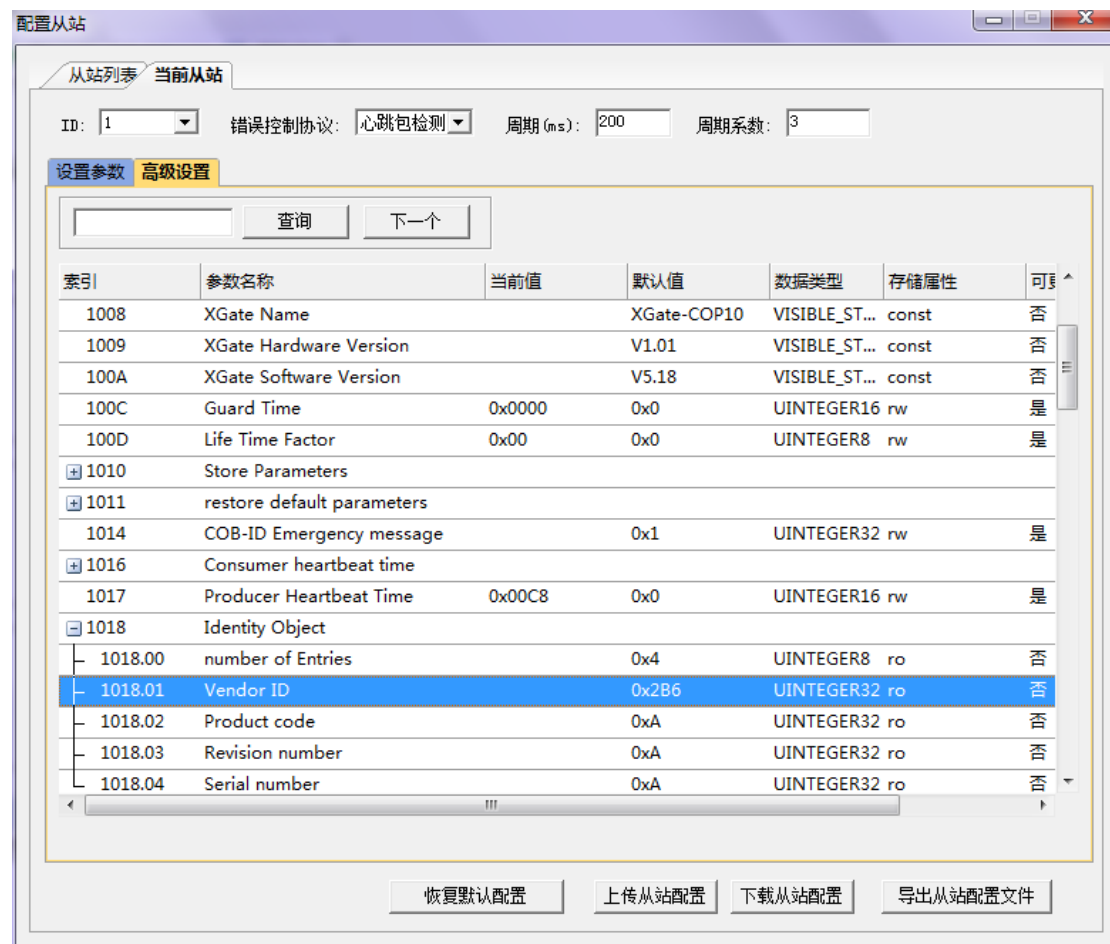 配置从站
从站列表 当前从站
ID: 1 错误控制协议: 心跳包检测 周期(ms): 200 周期系数: 3
设置参数 高级设置
查询 下一个
索引 参数名称 当前值 默认值 数据类型 存储属性
1008 XGate Name XGate-COP10 VISIBLE_ST... const 否
1009 XGate Hardware Version V1.01 VISIBLE_ST... const 否
100A XGate Software Version V5.18 VISIBLE_ST... const 否
100C Guard Time 0x0000 0x0 UINTEGER16 rw 是
100D Life Time Factor 0x00 0x0 UINTEGER8 rw 是
1010 Store Parameters
1011 restore default parameters
1014 COB-ID Emergency message 0x1 UINTEGER32 rw 是
1016 Consumer heartbeat time
1017 Producer Heartbeat Time 0x00C8 0x0 UINTEGER16 rw 是
1018 Identity Object
1018.00 number of Entries 0x4 UINTEGER8 ro 否
1018.01 Vendor ID 0x2B6 UINTEGER32 ro 否
1018.02 Product code 0xA UINTEGER32 ro 否
1018.03 Revision number 0xA UINTEGER32 ro 否
1018.04 Serial number 0xA UINTEGER32 ro 否
恢复默认配置 上传从站配置 下载从站配置 导出从站配置文件